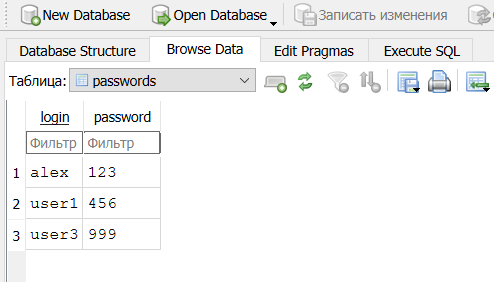 New Database Open Database Записать изменения
Database Structure Browse Data Edit Pragmas Execute SQL
Таблица: passwords
login password
Фильтр Фильтр
1 alex 123
2 user1 456
3 user3 999